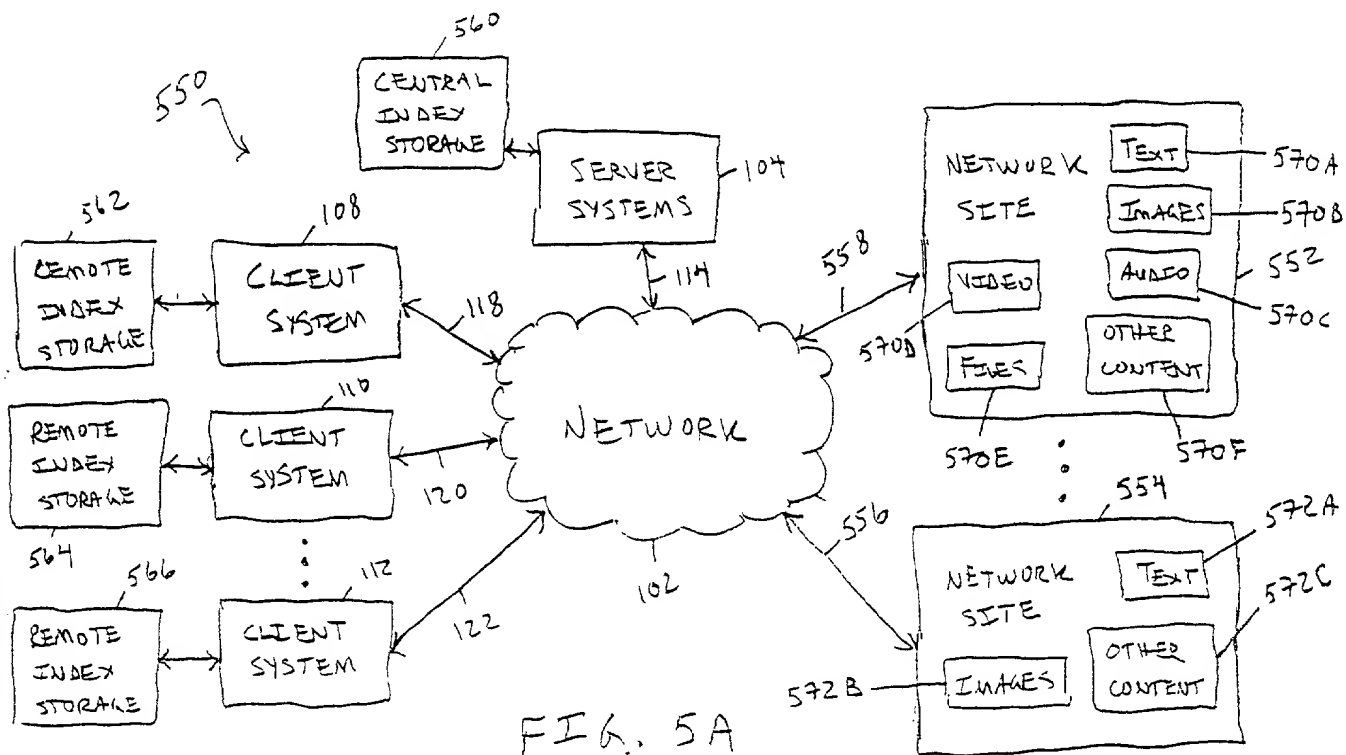 550
560
CENTRAL
INDEX
STORAGE
SERVER
SYSTEMS
104
114
562
REMOTE
INDEX
STORAGE
108
CLIENT
SYSTEM
118
REMOTE
INDEX
STORAGE
564
110
CLIENT
SYSTEM
120
566
REMOTE
INDEX
STORAGE
112
CLIENT
SYSTEM
122
NETWORK
102
558
556
NETWORK
SITE
TEXT
570A
IMAGES
570B
552
AUDIO
570C
VIDEO
570D
FILES
570E
OTHER
CONTENT
570F
554
NETWORK
SITE
TEXT
572A
572C
IMAGES
572B
OTHER
CONTENT
FIG. 5A